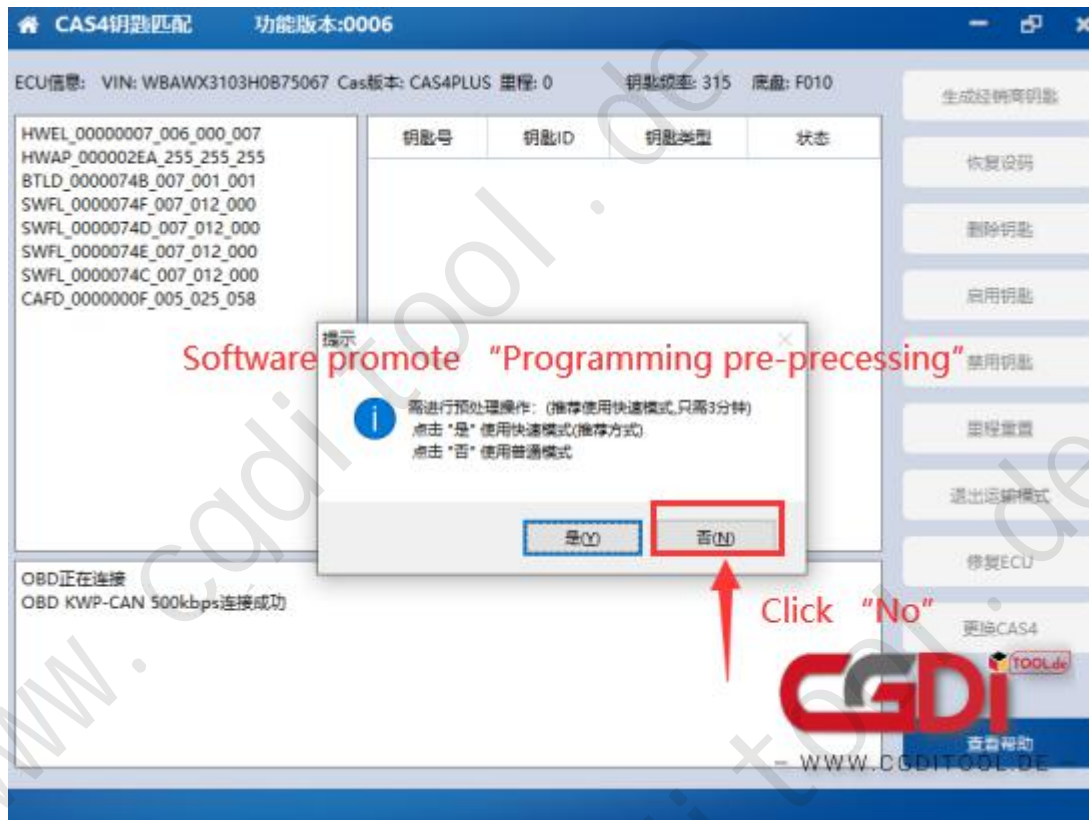 CAS4钥匙匹配 功能版本:0006
ECU信息: VIN: WBAWX3103H0B75067 Cas版本: CAS4PLUS 里程: 0 钥匙频率: 315 底盘: F010
HWEL_00000007_006_000_007
HWAP_000002EA_255_255_255
BTLD_0000074B_007_001_001
SWFL_0000074F_007_012_000
SWFL_0000074D_007_012_000
SWFL_0000074E_007_012_000
SWFL_0000074C_007_012_000
CAFD_0000000F_005_025_058
钥匙号 钥匙ID 钥匙类型 状态
生成经销商钥匙
恢复设码
删除钥匙
启用钥匙
禁用钥匙
里程重置
退出运输模式
修复ECU
更换CAS4
查看帮助
提示
Software promote “Programming pre-precessing”
需进行预处理操作: (推荐使用快速模式,只需3分钟)
点击 "是" 使用快速模式(推荐方式)
点击 "否" 使用普通模式
是(Y) 否(N)
Click “No”
OBD正在连接
OBD KWP-CAN 500kbps连接成功
CGDI
TOOL.de
- WWW.CGDITOOL.DE -
www.cgditool.de